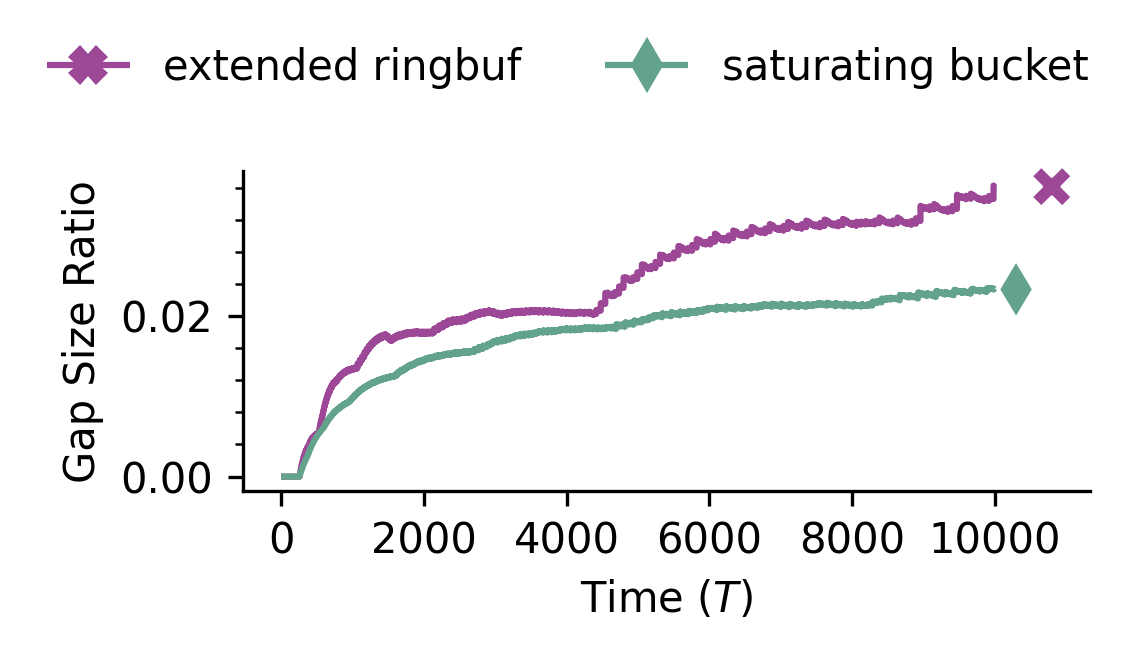 extended ringbuf
saturating bucket
Gap Size Ratio
0.02
0.00
0 2000 4000 6000 8000 10000
Time (T)